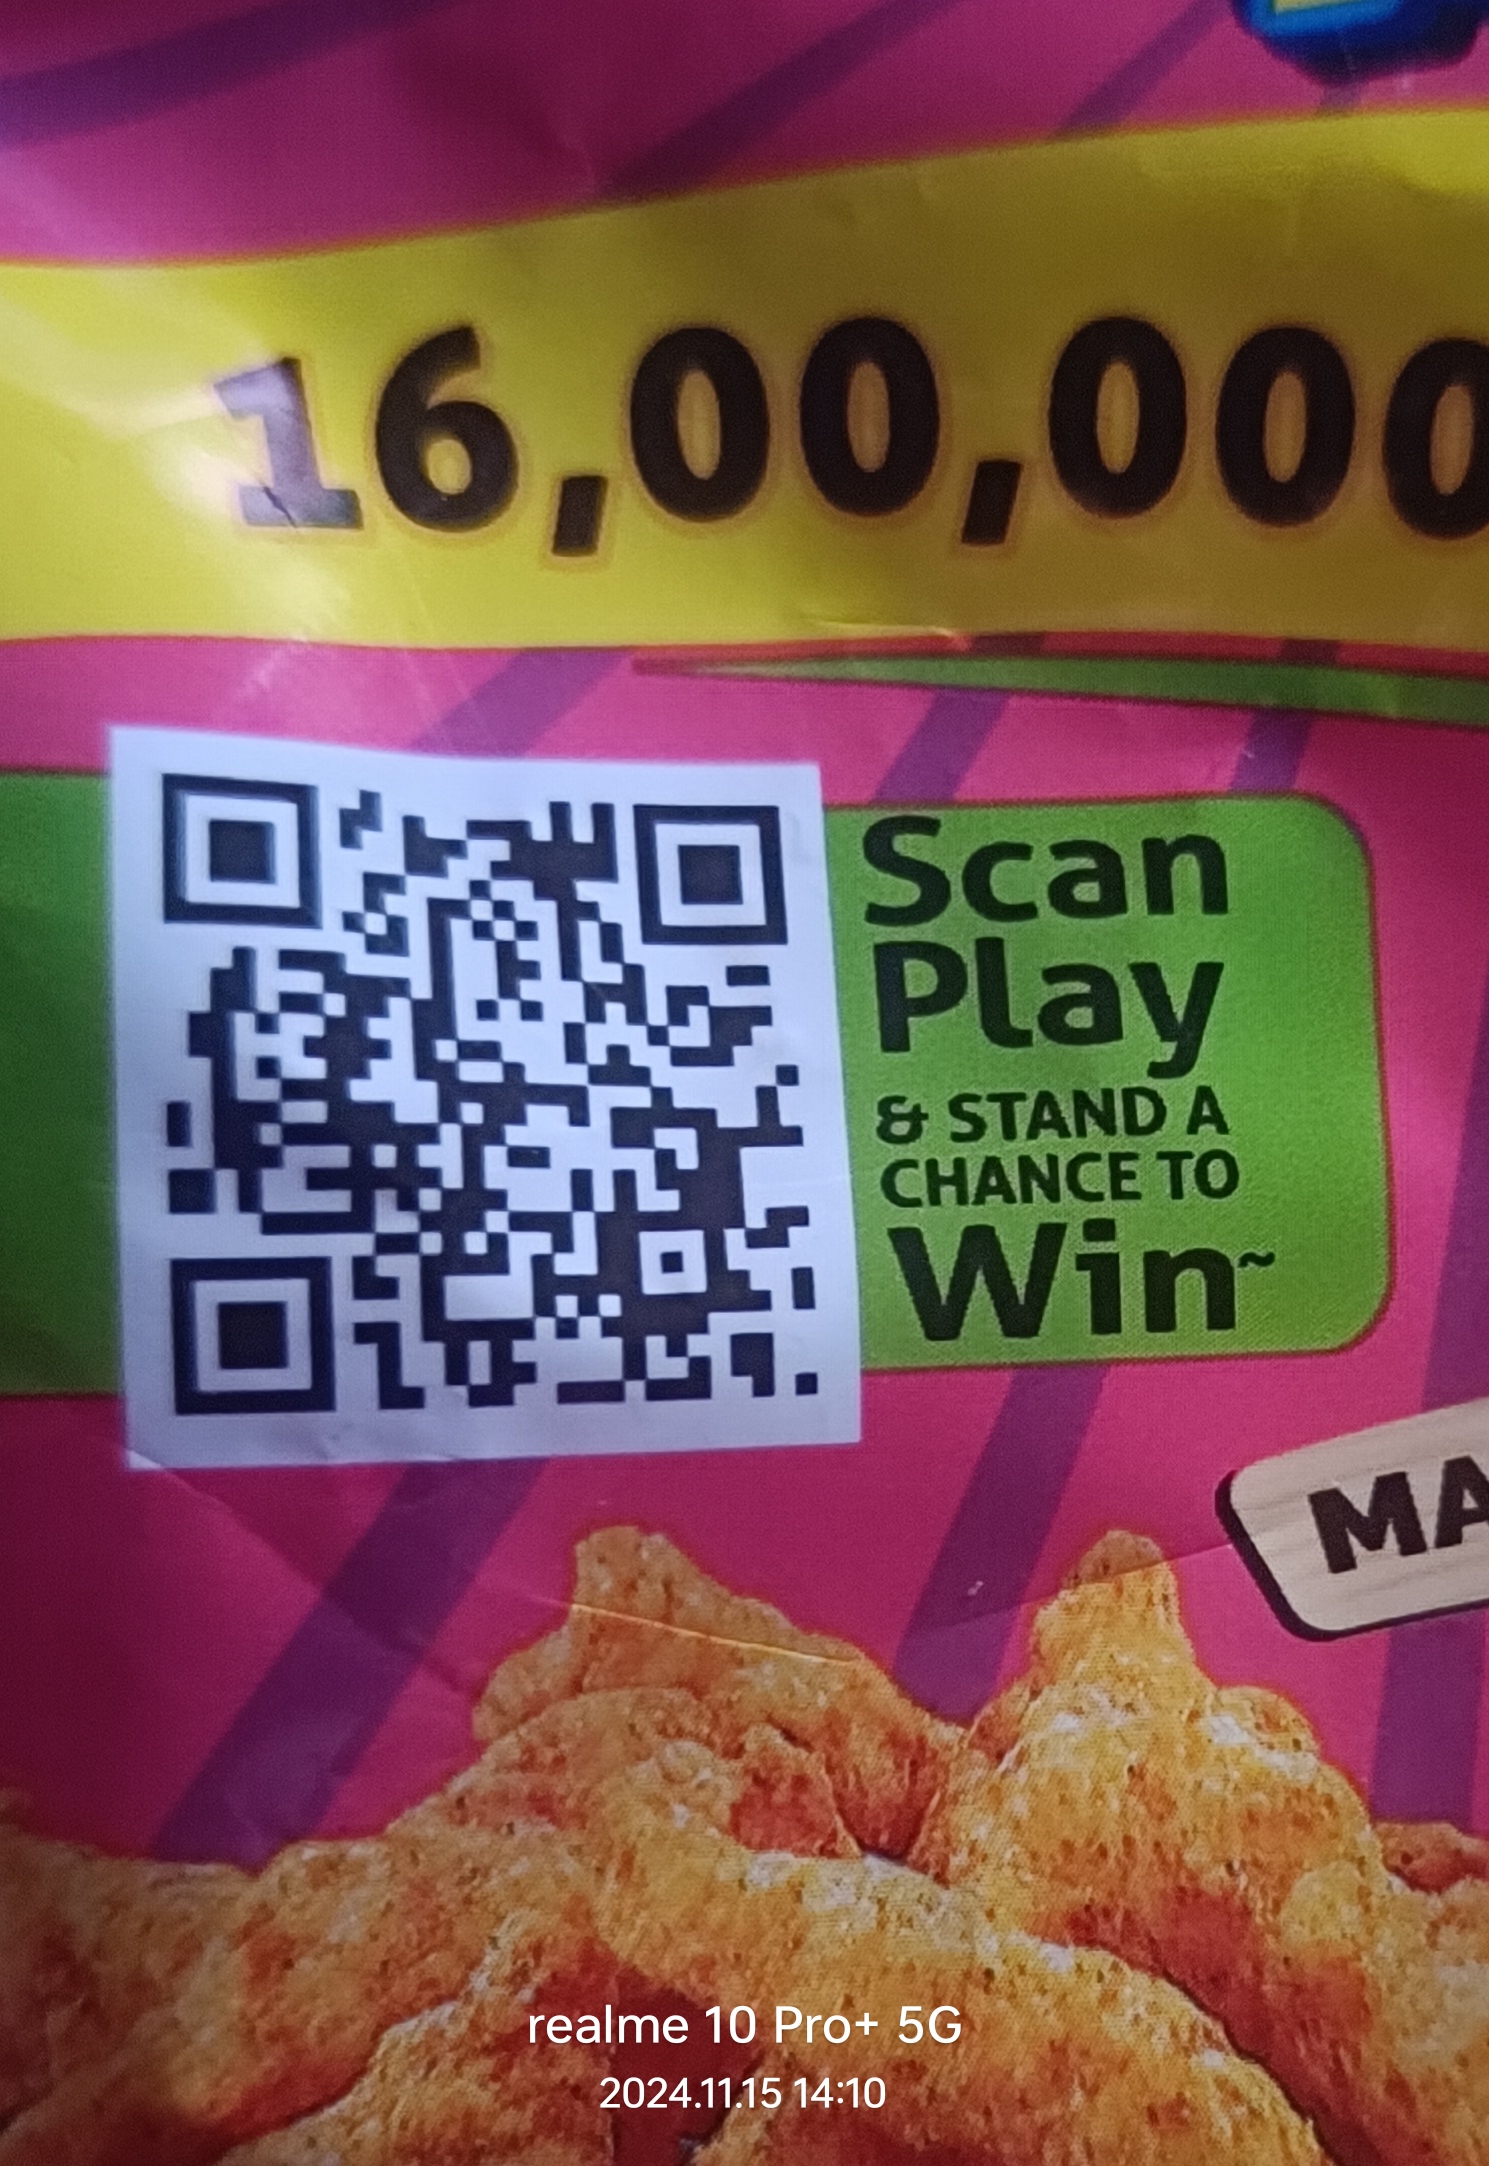 16,00,000
Scan
Play
& STAND A
CHANCE TO
Win~
MA
realme 10 Pro+ 5G
2024.11.15 14:10